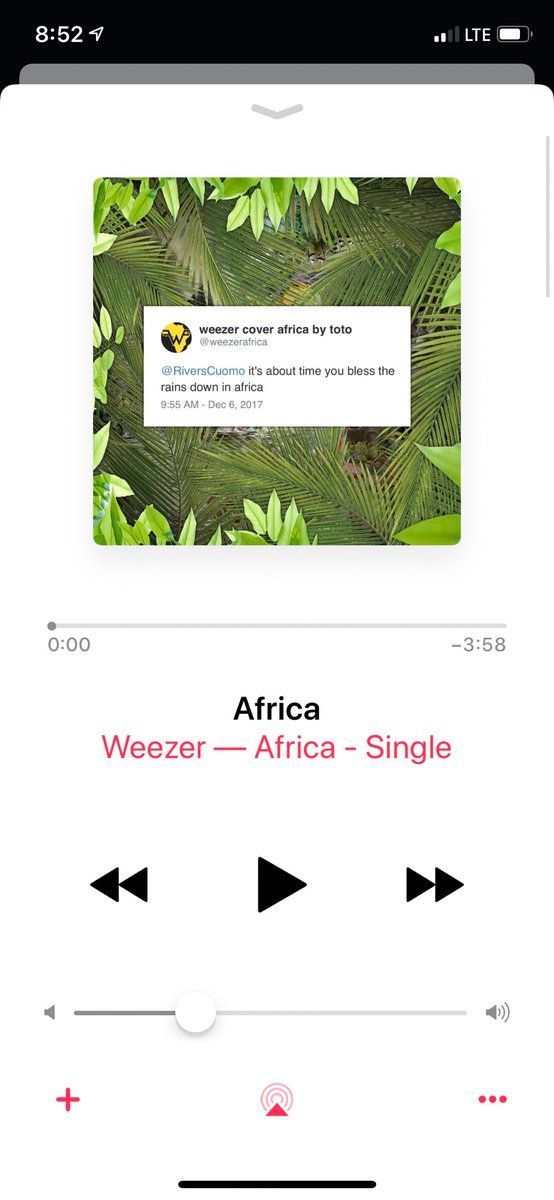 8:52
LTE
weezer cover africa by toto
@weezerafrica
@RiversCuomo it's about time you bless the
rains down in africa
9:55 AM - Dec 6, 2017
0:00
−3:58
Africa
Weezer — Africa - Single